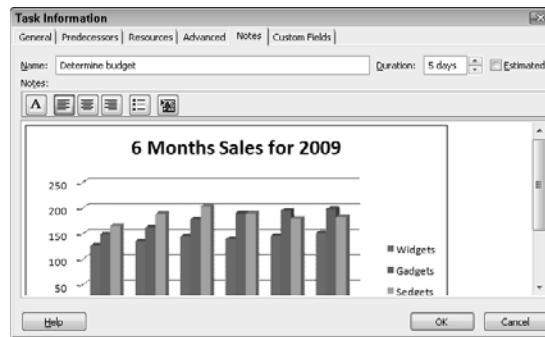 Task Information
General Predecessors Resources Advanced Notes Custom Fields
Name: Determine budget Duration: 5 days Estimated
Notes:
A
6 Months Sales for 2009
250
200
150
100
50
Widgets
Gadgets
Sedgets
Help OK Cancel